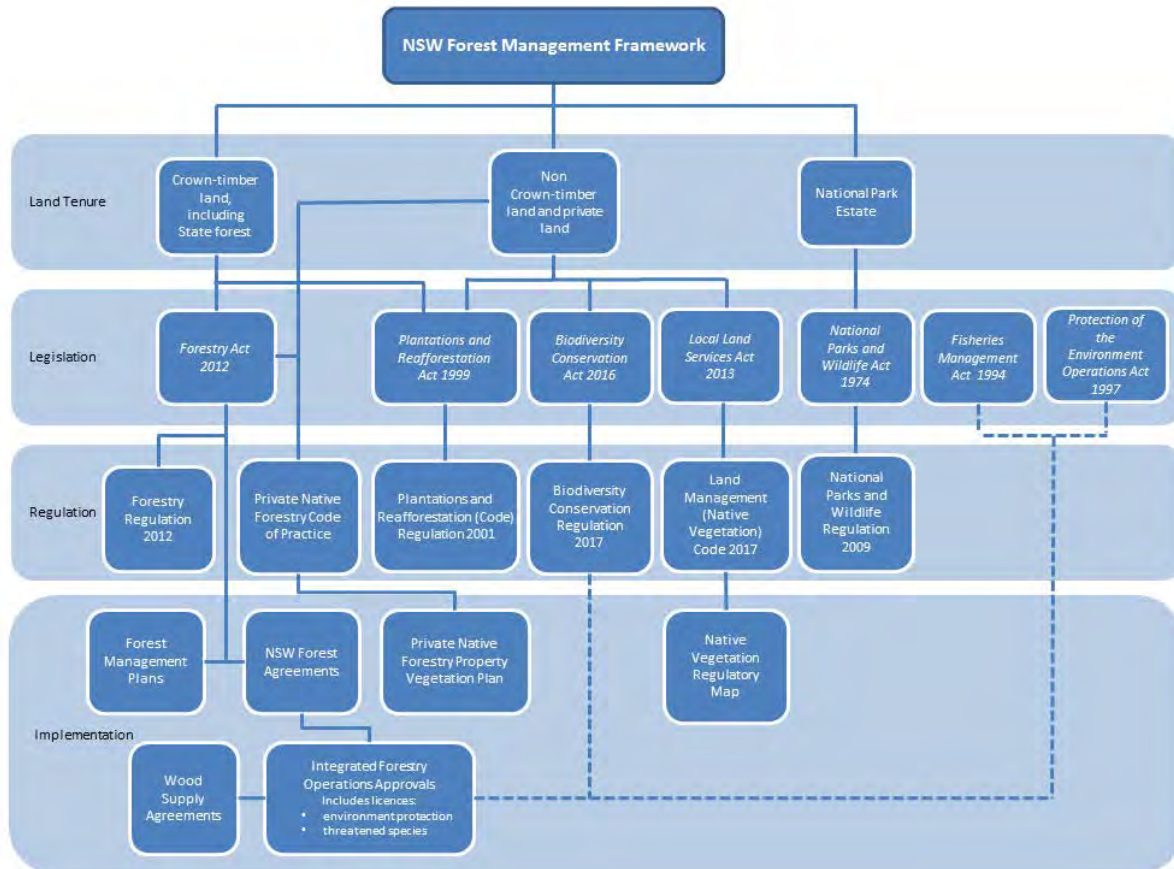 NSW Forest Management Framework
Land Tenure
Crown-timber
land,
including
State forest
Non
Crown-timber
land and private
land
National Park
Estate
Legislation
Forestry Act
2012
Plantations and
Reafforestation
Act 1999
Biodiversity
Conservation
Act 2016
Local Land
Services Act
2013
National
Parks and
Wildlife Act
1974
Fisheries
Management
Act 1994
Protection of
the
Environment
Operations Act
1997
Regulation
Forestry
Regulation
2012
Private Native
Forestry Code
of Practice
Plantations and
Reafforestation (Code)
Regulation 2001
Biodiversity
Conservation
Regulation
2017
Land
Management
(Native
Vegetation)
Code 2017
National
Parks and
Wildlife
Regulation
2009
Implementation
Forest
Management
Plans
NSW Forest
Agreements
Private Native
Forestry Property
Vegetation Plan
Native
Vegetation
Regulatory
Map
Wood
Supply
Agreements
Integrated Forestry
Operations Approvals
Includes licences:
• environment protection
• threatened species